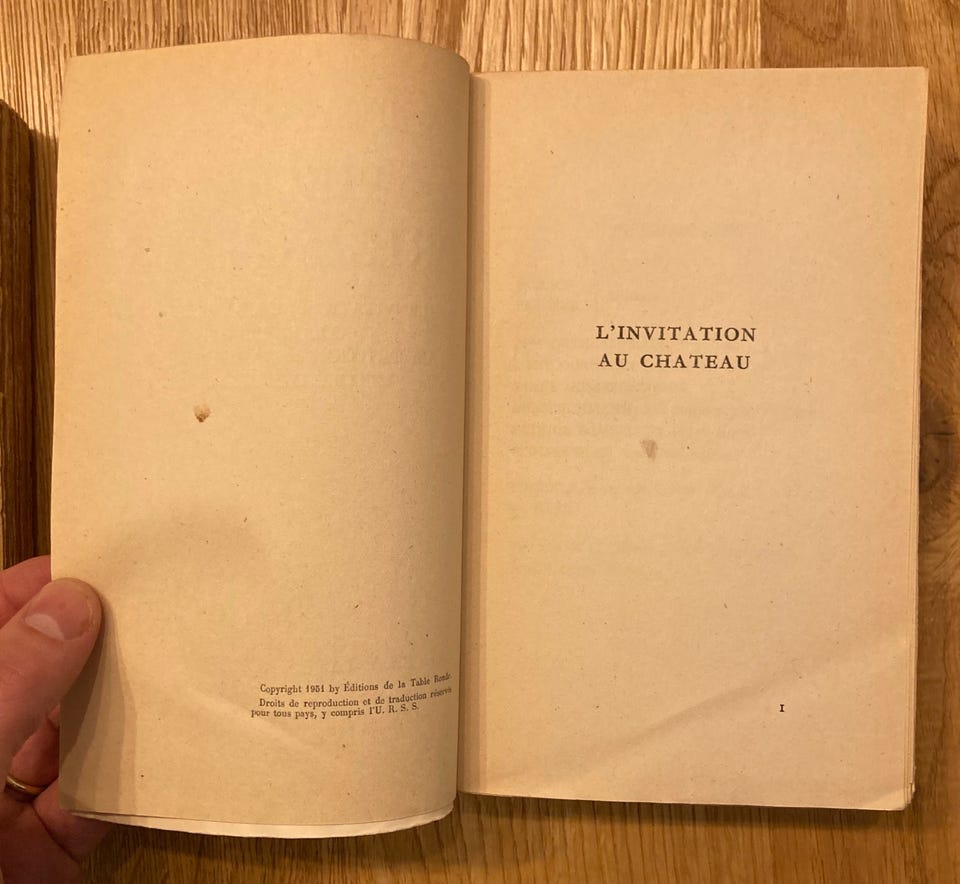 Copyright 1951 by Éditions de la Table Ronde.
Droits de reproduction et de traduction réservés
pour tous pays, y compris l'U. R. S. S.
L'INVITATION
AU CHATEAU
I